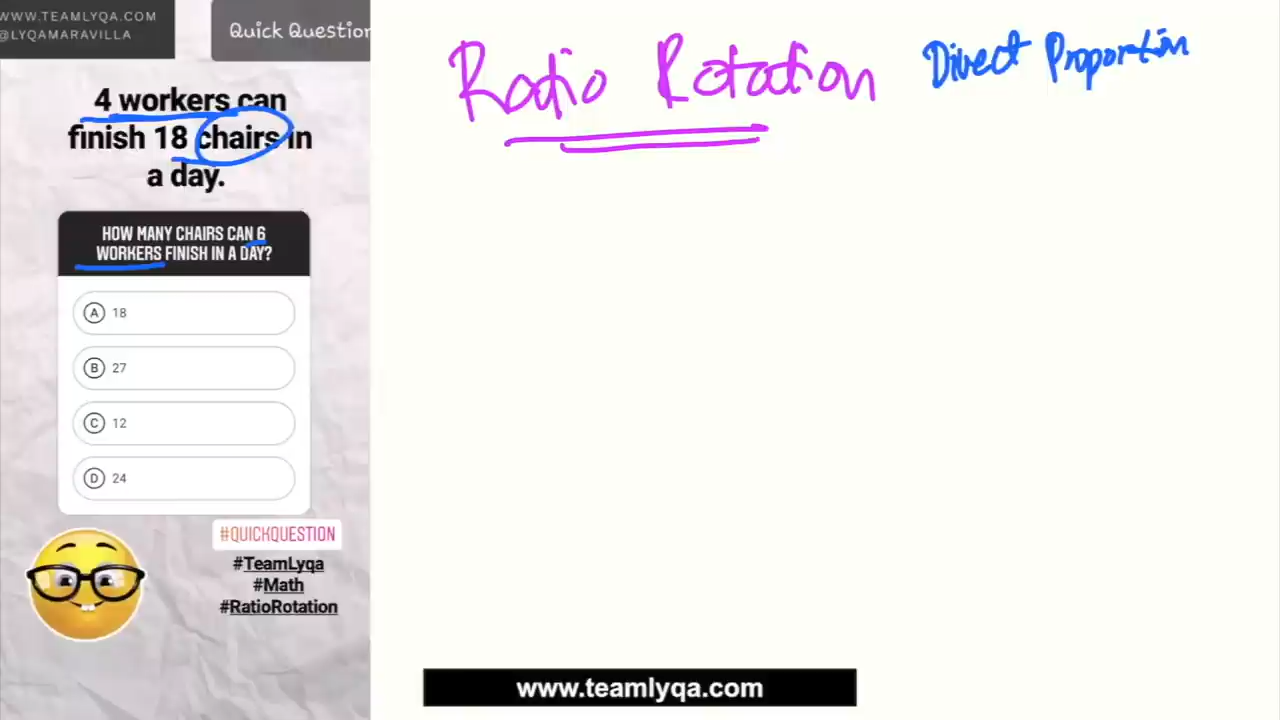 WWW.TEAMLYQA.COM
@LYQAMARAVILLA
Quick Question
4 workers can
finish 18 chairs in
a day.
HOW MANY CHAIRS CAN 6
WORKERS FINISH IN A DAY?
A 18
B 27
C 12
D 24
#QUICKQUESTION
#TeamLyqa
#Math
#RatioRotation
Ratio Rotation
Direct Proportion
www.teamlyqa.com